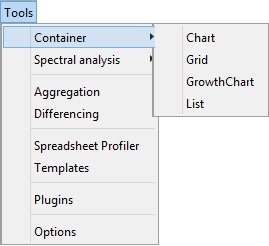 Tools
Container
Spectral analysis
Aggregation
Differencing
Spreadsheet Profiler
Templates
Plugins
Options
Chart
Grid
GrowthChart
List